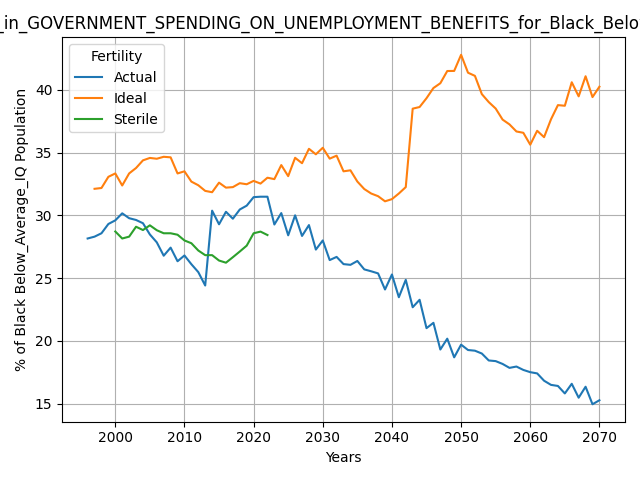 _in_GOVERNMENT_SPENDING_ON_UNEMPLOYMENT_BENEFITS_for_Black_Belo
Fertility
Actual
Ideal
Sterile
% of Black Below_Average_IQ Population
40
35
30
25
20
15
2000 2010 2020 2030 2040 2050 2060 2070
Years